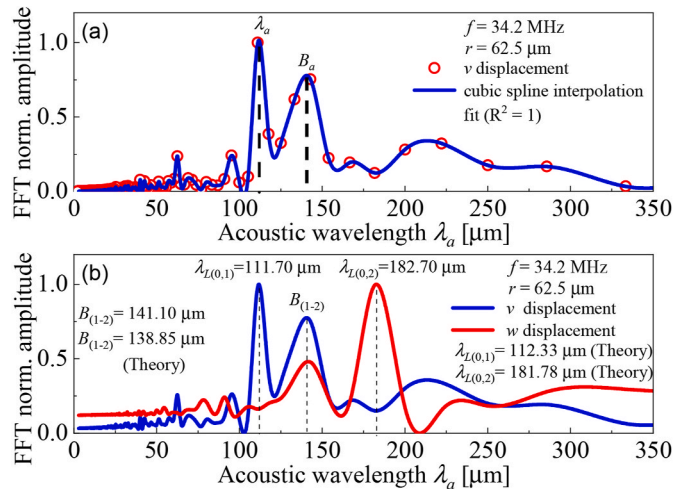 (a)
λa
Ba
f = 34.2 MHz
r = 62.5 μm
v displacement
cubic spline interpolation
fit (R² = 1)
FFT norm. amplitude
1.0
0.5
0.0
0 50 100 150 200 250 300 350
Acoustic wavelength λa [μm]
(b)
λL(0,1)=111.70 μm λL(0,2)=182.70 μm
f = 34.2 MHz
r = 62.5 μm
B(1-2)= 141.10 μm
B(1-2)= 138.85 μm
(Theory)
B(1-2)
v displacement
w displacement
λL(0,1)= 112.33 μm (Theory)
λL(0,2)= 181.78 μm (Theory)
FFT norm. amplitude
1.0
0.5
0.0
0 50 100 150 200 250 300 350
Acoustic wavelength λa [μm]